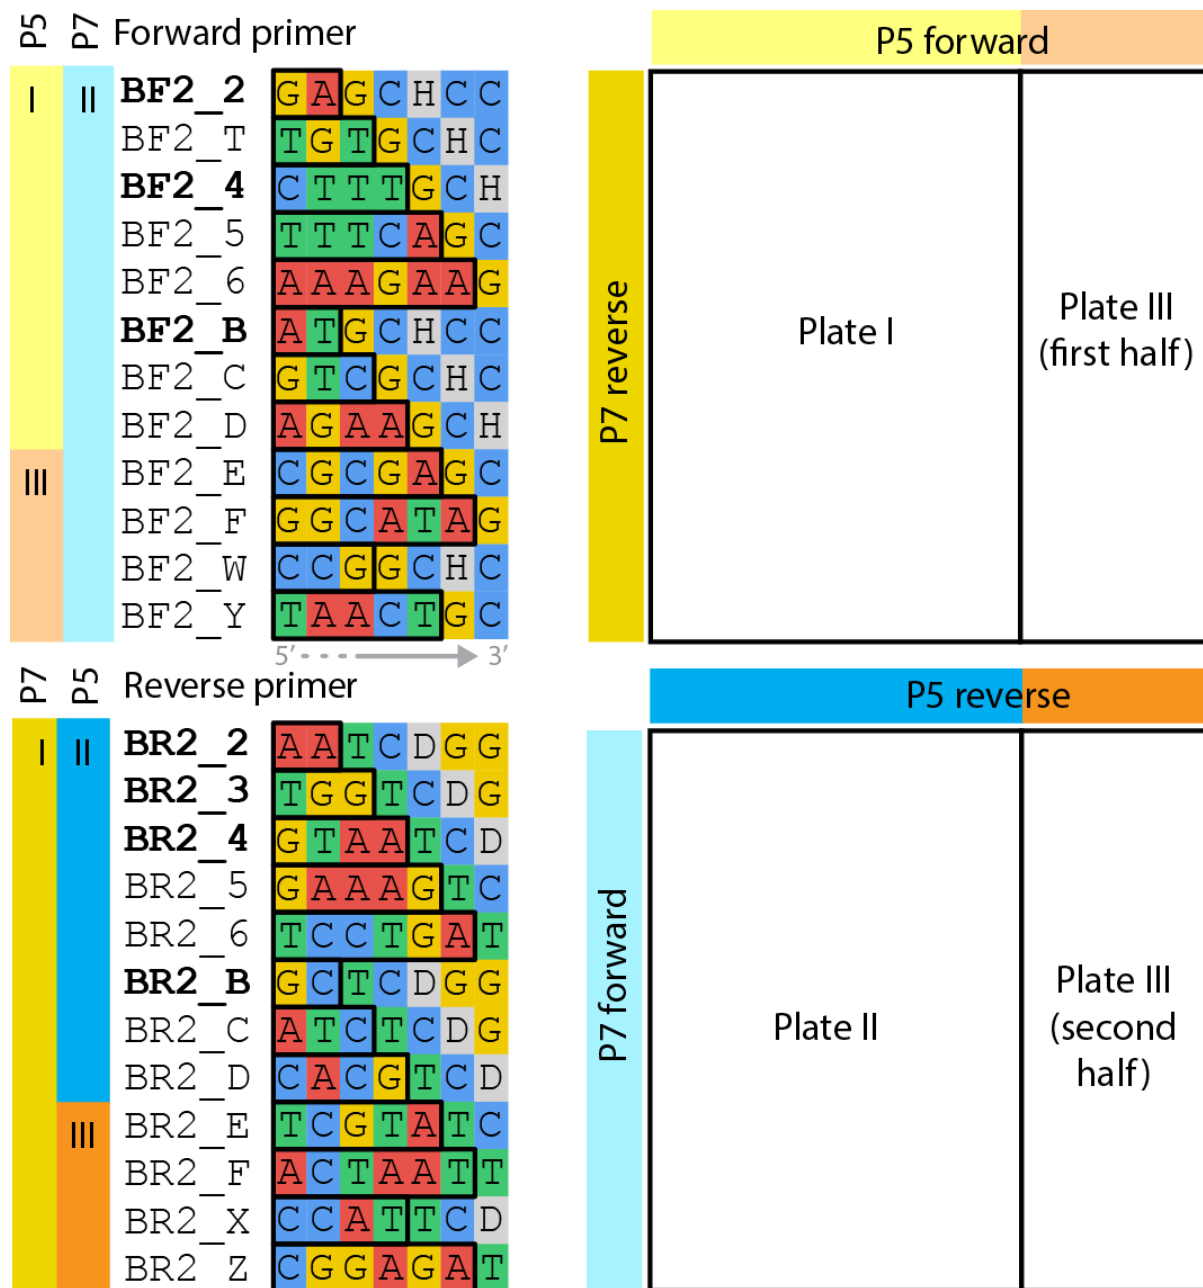 P5 P7 Forward primer
I II BF2_2 GAGCHCC
BF2_T TGTGCHC
BF2_4 CTTTGCH
BF2_5 TTTCAGC
BF2_6 AAAGAAG
BF2_B ATGCHCC
BF2_C GTCGCHC
BF2_D AGAAGCH
III BF2_E CGCGAGC
BF2_F GGCATAG
BF2_W CCGGCHC
BF2_Y TAACTGC
5′ 3′
P5 forward
P7 reverse
Plate I
Plate III
(first half)
P7 P5 Reverse primer
I II BR2_2 AATCDGG
BR2_3 TGGTCDG
BR2_4 GTAATCD
BR2_5 GAAAGTC
BR2_6 TCCTGAT
BR2_B GCTCDGG
BR2_C ATCTCDG
BR2_D CACGTCD
III BR2_E TCGTATC
BR2_F ACTAATT
BR2_X CCATTCD
BR2_Z CGGAGAT
P5 reverse
P7 forward
Plate II
Plate III
(second
half)